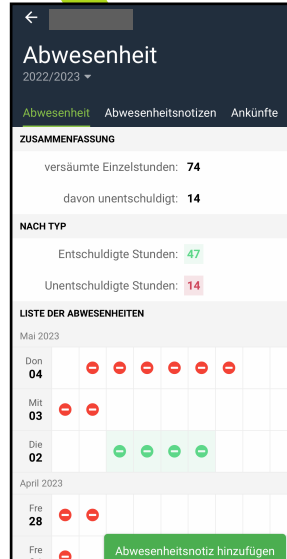 Abwesenheit
2022/2023
Abwesenheit Abwesenheitsnotizen Ankünfte
ZUSAMMENFASSUNG
versäumte Einzelstunden: 74
davon unentschuldigt: 14
NACH TYP
Entschuldigte Stunden: 47
Unentschuldigte Stunden: 14
LISTE DER ABWESENHEITEN
Mai 2023
Don
04
Mit
03
Die
02
April 2023
Fre
28
Fre
Abwesenheitsnotiz hinzufügen